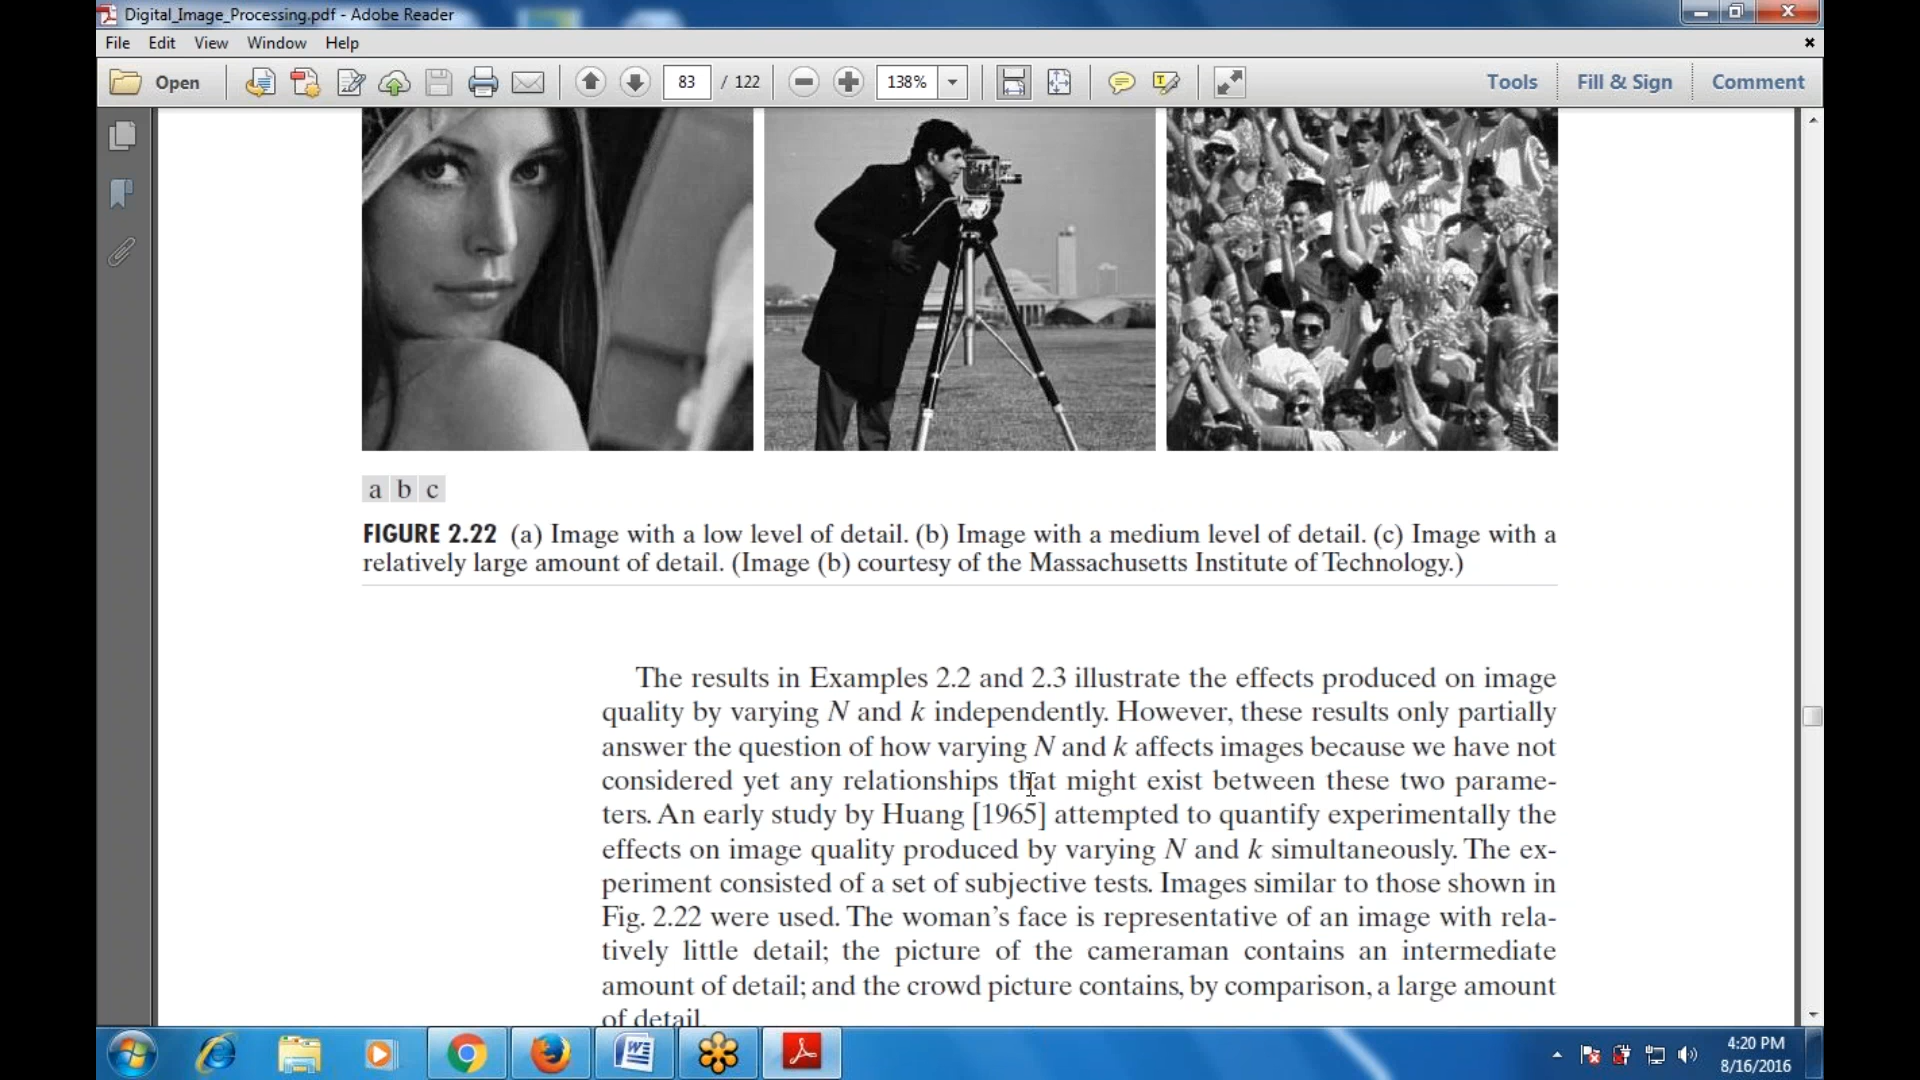 Digital_Image_Processing.pdf - Adobe Reader
File Edit View Window Help
Open 83 / 122 138% Tools Fill & Sign Comment
a b c
FIGURE 2.22 (a) Image with a low level of detail. (b) Image with a medium level of detail. (c) Image with a
relatively large amount of detail. (Image (b) courtesy of the Massachusetts Institute of Technology.)
The results in Examples 2.2 and 2.3 illustrate the effects produced on image
quality by varying N and k independently. However, these results only partially
answer the question of how varying N and k affects images because we have not
considered yet any relationships that might exist between these two parame-
ters. An early study by Huang [1965] attempted to quantify experimentally the
effects on image quality produced by varying N and k simultaneously. The ex-
periment consisted of a set of subjective tests. Images similar to those shown in
Fig. 2.22 were used. The woman's face is representative of an image with rela-
tively little detail; the picture of the cameraman contains an intermediate
amount of detail; and the crowd picture contains, by comparison, a large amount
of detail.
4:20 PM
8/16/2016